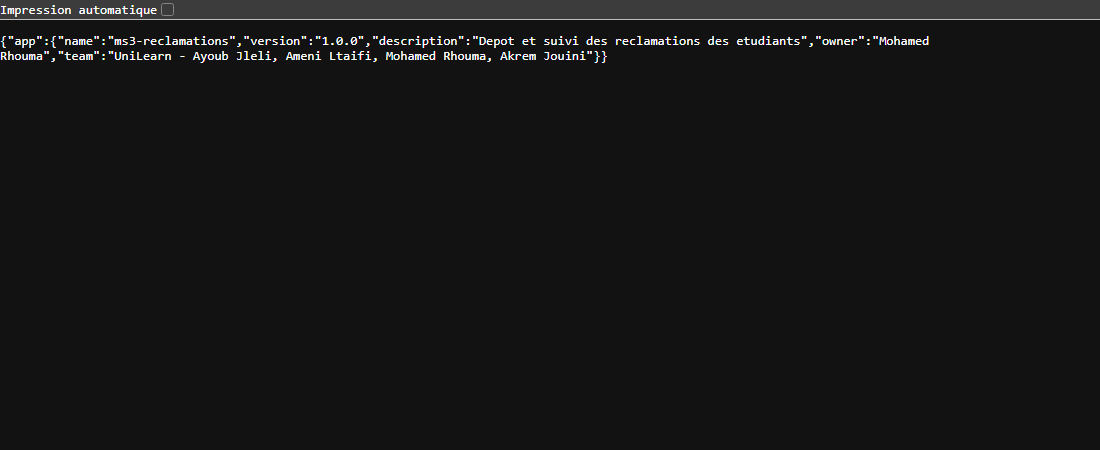 Impression automatique
{"app":{"name":"ms3-reclamations","version":"1.0.0","description":"Depot et suivi des reclamations des etudiants","owner":"Mohamed
Rhouma","team":"UniLearn - Ayoub Jleli, Ameni Ltaifi, Mohamed Rhouma, Akrem Jouini"}}